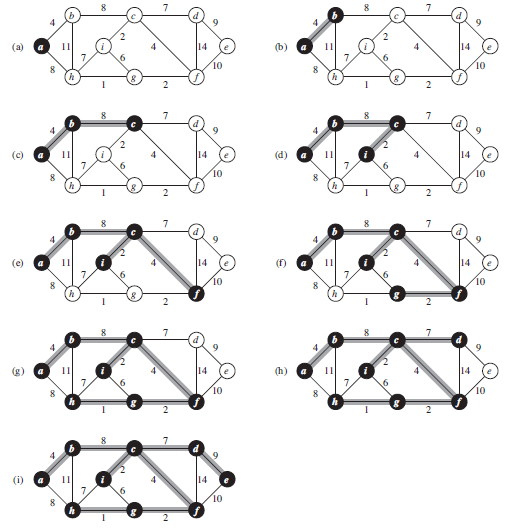 8 7
4 b c d 9
2
(a) a 11 i 4 14 e
7 6
8 h g f 10
1 2
8 7
4 b c d 9
2
(b) a 11 i 4 14 e
7 6
8 h g f 10
1 2
8 7
4 b c d 9
2
(c) a 11 i 4 14 e
7 6
8 h g f 10
1 2
8 7
4 b c d 9
2
(d) a 11 i 4 14 e
7 6
8 h g f 10
1 2
8 7
4 b c d 9
2
(e) a 11 i 4 14 e
7 6
8 h g f 10
1 2
8 7
4 b c d 9
2
(f) a 11 i 4 14 e
7 6
8 h g f 10
1 2
8 7
4 b c d 9
2
(g) a 11 i 4 14 e
7 6
8 h g f 10
1 2
8 7
4 b c d 9
2
(h) a 11 i 4 14 e
7 6
8 h g f 10
1 2
8 7
4 b c d 9
2
(i) a 11 i 4 14 e
7 6
8 h g f 10
1 2